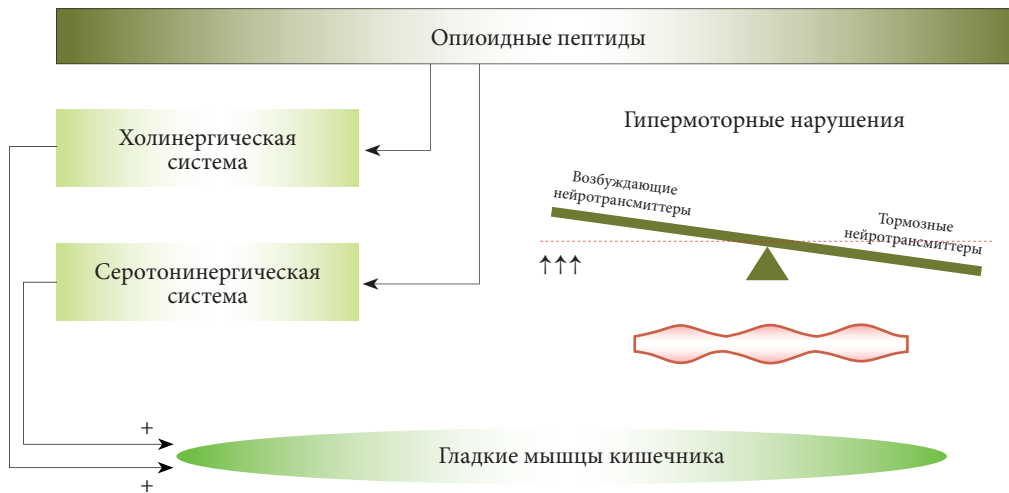 Опиоидные пептиды
Холинергическая
система
Гипермоторные нарушения
Возбуждающие
нейротрансмиттеры
Тормозные
нейротрансмиттеры
↑↑↑
Серотонинергическая
система
+
Гладкие мышцы кишечника
+